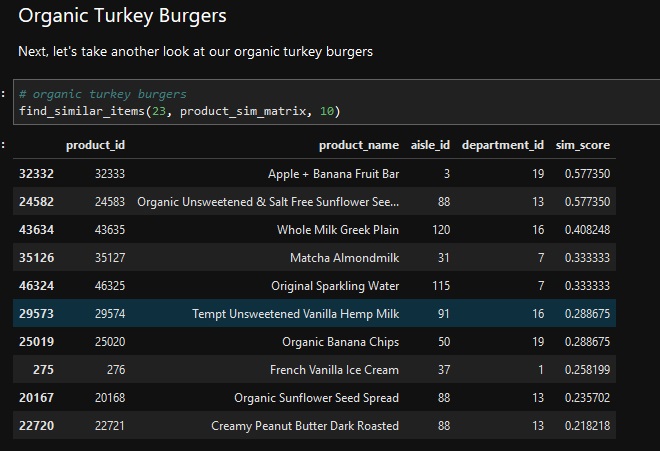 Organic Turkey Burgers
Next, let's take another look at our organic turkey burgers
:
# organic turkey burgers
find_similar_items(23, product_sim_matrix, 10)
:
product_id product_name aisle_id department_id sim_score
32332 32333 Apple + Banana Fruit Bar 3 19 0.577350
24582 24583 Organic Unsweetened & Salt Free Sunflower See... 88 13 0.577350
43634 43635 Whole Milk Greek Plain 120 16 0.408248
35126 35127 Matcha Almondmilk 31 7 0.333333
46324 46325 Original Sparkling Water 115 7 0.333333
29573 29574 Tempt Unsweetened Vanilla Hemp Milk 91 16 0.288675
25019 25020 Organic Banana Chips 50 19 0.288675
275 276 French Vanilla Ice Cream 37 1 0.258199
20167 20168 Organic Sunflower Seed Spread 88 13 0.235702
22720 22721 Creamy Peanut Butter Dark Roasted 88 13 0.218218